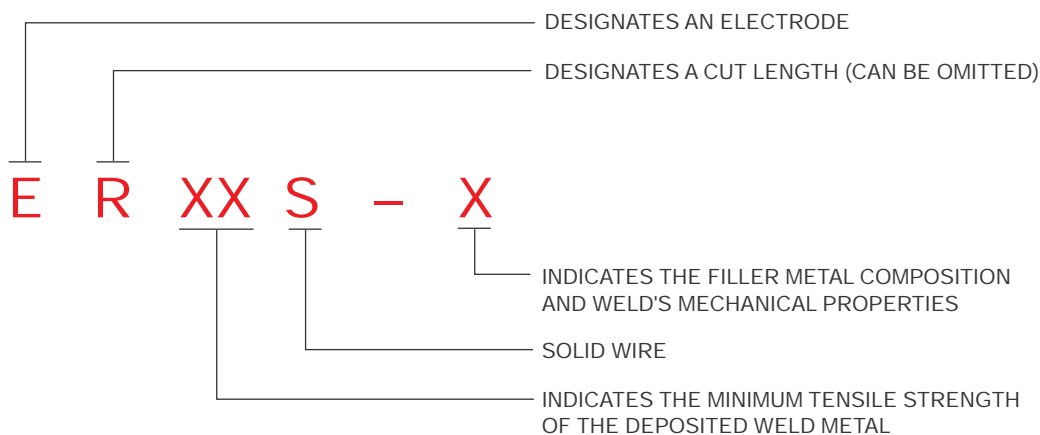 DESIGNATES AN ELECTRODE
DESIGNATES A CUT LENGTH (CAN BE OMITTED)
E R XX S – X
INDICATES THE FILLER METAL COMPOSITION
AND WELD'S MECHANICAL PROPERTIES
SOLID WIRE
INDICATES THE MINIMUM TENSILE STRENGTH
OF THE DEPOSITED WELD METAL